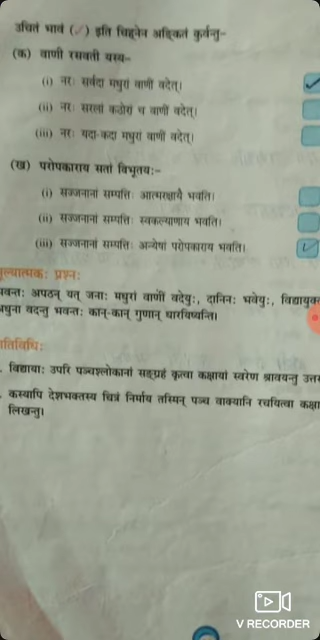 उचितं भावं (✓) इति चिह्नेन अङ्कितं कुर्वन्तु–
(क) वाणी रसवती यस्य–
(i) नरः सर्वदा मधुरां वाणीं वदेत्।
(ii) नरः सरलां कठोरां च वाणीं वदेत्।
(iii) नरः यदा-कदा मधुरां वाणीं वदेत्।
(ख) परोपकाराय सतां विभूतयः–
(i) सज्जनानां सम्पत्तिः आत्मरक्षायै भवति।
(ii) सज्जनानां सम्पत्तिः स्वकल्याणाय भवति।
(iii) सज्जनानां सम्पत्तिः अन्येषां परोपकाराय भवति।
ूल्यात्मकः प्रश्नः
भवन्तः अपठन् यत् जनाः मधुरां वाणीं वदेयुः, दानिनः भवेयुः, विद्यायुक्
अधुना वदन्तु भवन्तः कान्-कान् गुणान् धारयिष्यन्ति।
तिविधिः
. विद्यायाः उपरि पञ्चश्लोकानां सङ्ग्रहं कृत्वा कक्षायां स्वरेण श्रावयन्तु
. कस्यापि देशभक्तस्य चित्रं निर्माय तस्मिन् पञ्च वाक्यानि रचयित्वा कक्षा
लिखन्तु।
V RECORDER